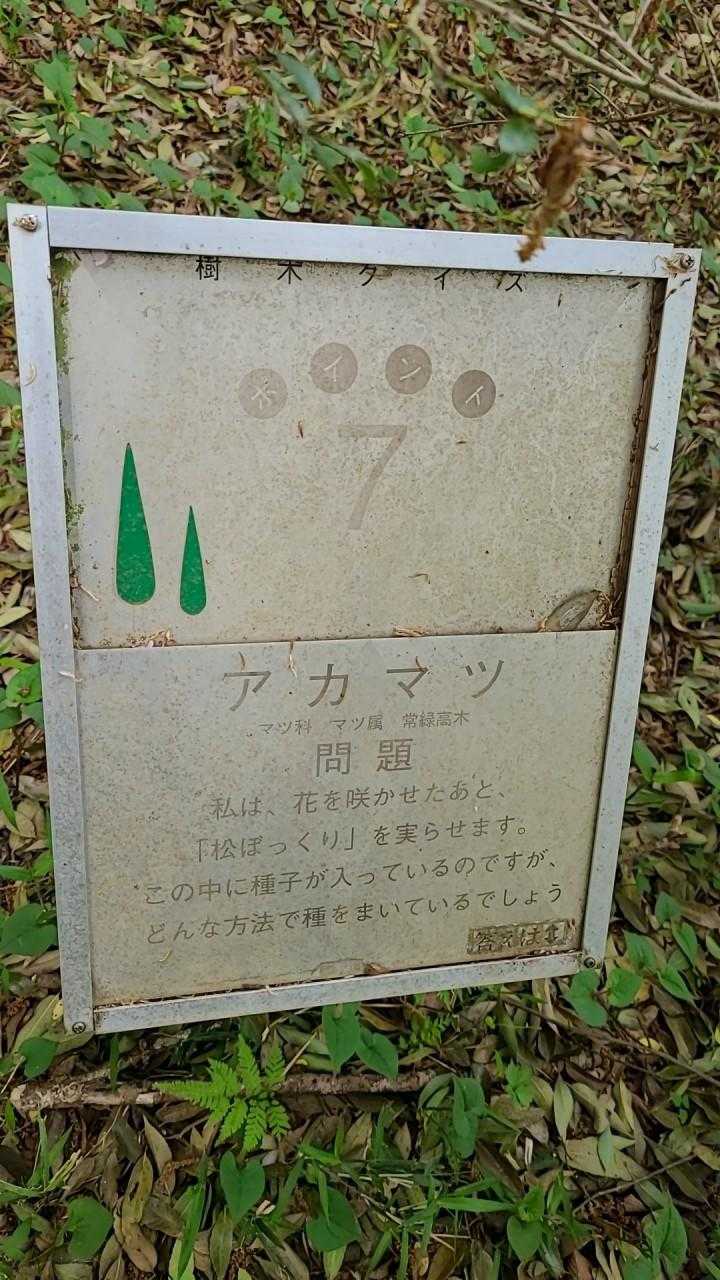 樹木クイズ
ポイント
7
アカマツ
マツ科 マツ属 常緑高木
問題
私は、花を咲かせたあと、
「松ぼっくり」を実らせます。
この中に種子が入っているのですが、
どんな方法で種をまいているでしょう
答えは